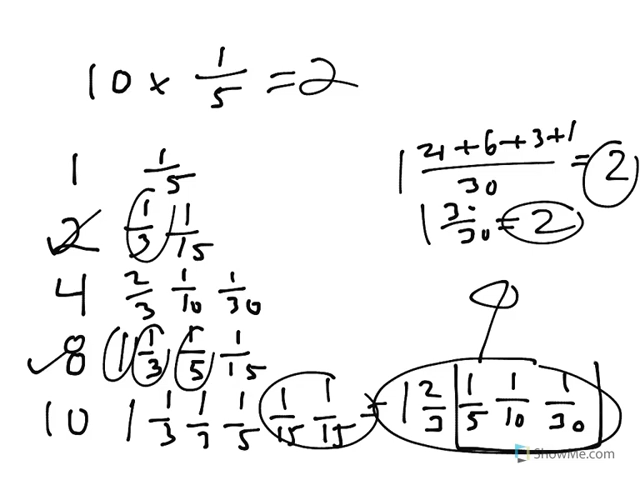 10 × 1/5 = 2
1 1/5
2 1/3 1/15
4 2/3 1/10 1/30
8 1 1/3 1/5 1/15
10 1 1/3 1/3 1/5 1/15 1/15 = 1 2/3 1/5 1/10 1/30
1 (21+6+3+1)/30 = 2
1 30/30 = 2
ShowMe.com